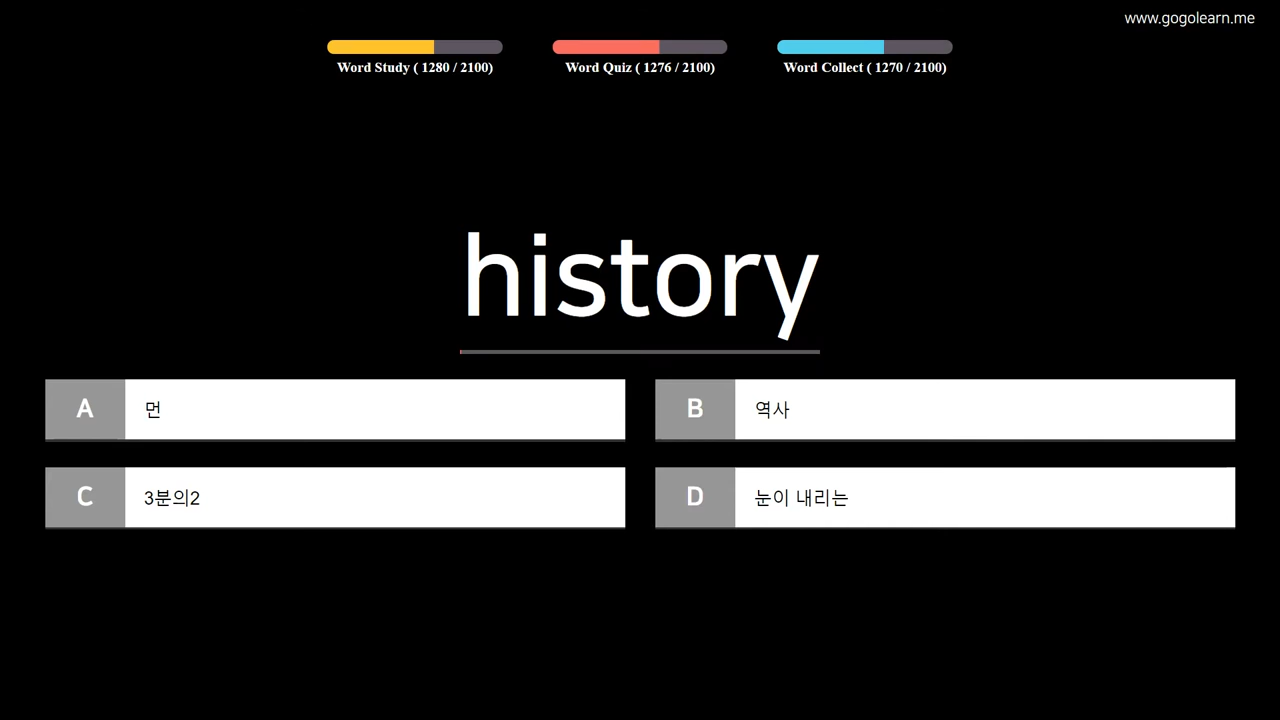 www.gogolearn.me
Word Study ( 1280 / 2100)
Word Quiz ( 1276 / 2100)
Word Collect ( 1270 / 2100)
history
A 먼
B 역사
C 3분의2
D 눈이 내리는